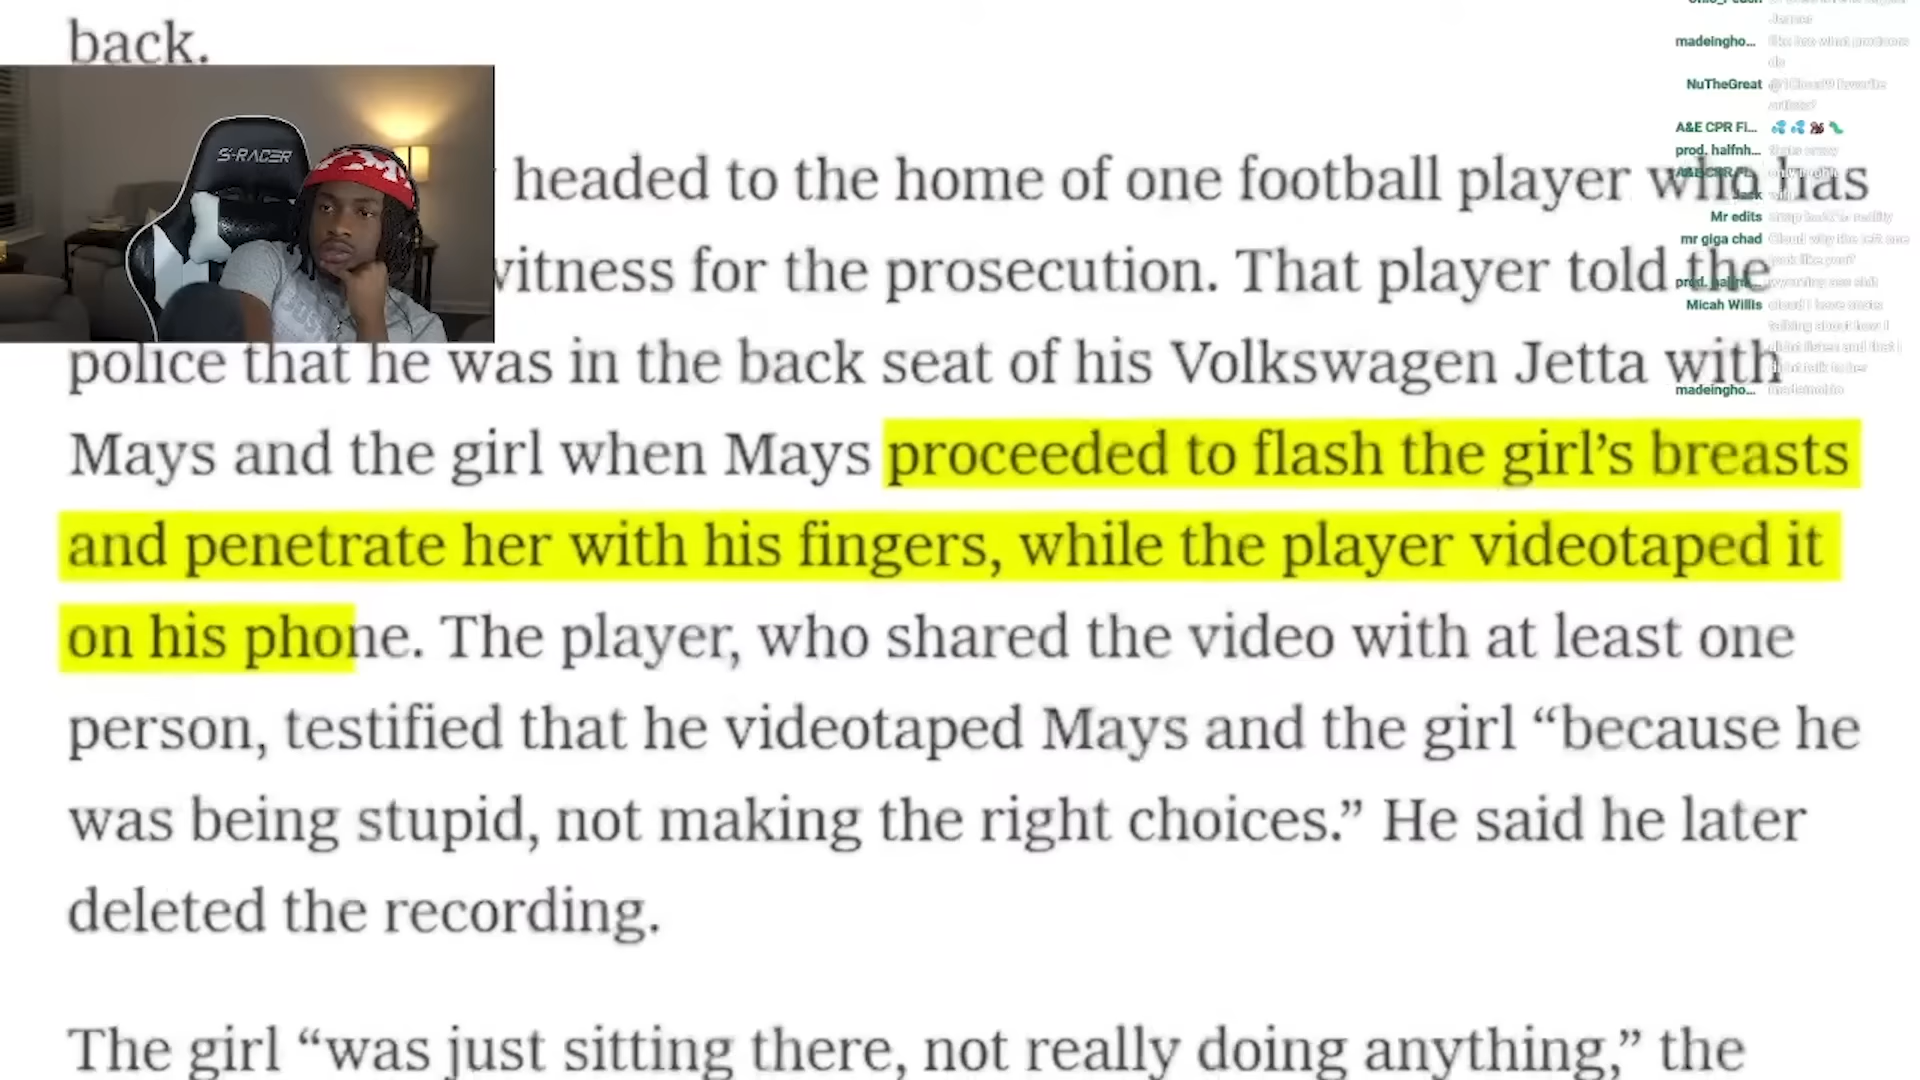 back.
headed to the home of one football player who has
witness for the prosecution. That player told the
police that he was in the back seat of his Volkswagen Jetta with
Mays and the girl when Mays proceeded to flash the girl’s breasts
and penetrate her with his fingers, while the player videotaped it
on his phone. The player, who shared the video with at least one
person, testified that he videotaped Mays and the girl “because he
was being stupid, not making the right choices.” He said he later
deleted the recording.
The girl “was just sitting there, not really doing anything,” the
S-RACER
madeingho...
NuTheGreat
A&E CPR Fi...
prod. halfnh...
Mr edits
mr giga chad
Micah Willis
madeingho...